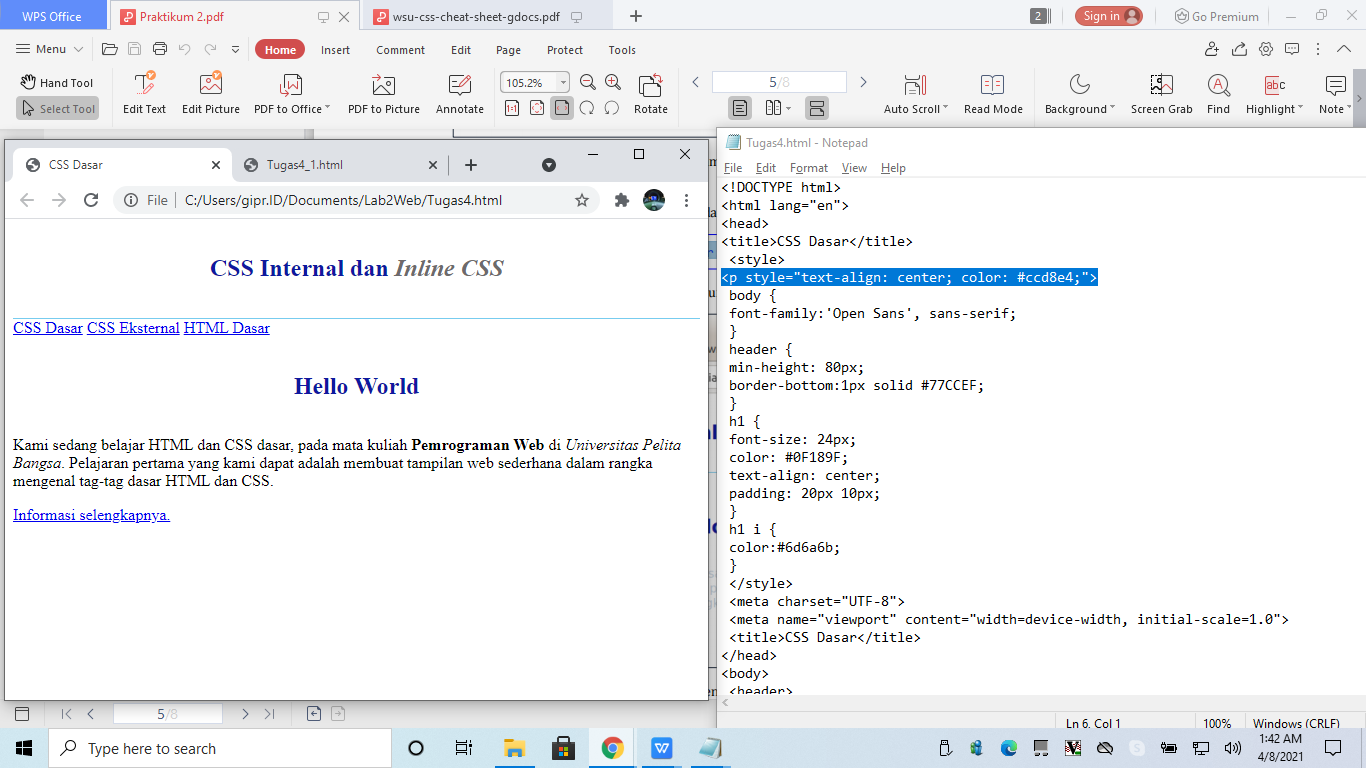 WPS Office
Praktikum 2.pdf
wsu-css-cheat-sheet-gdocs.pdf
2
Sign in
Go Premium
Menu
Home
Insert
Comment
Edit
Page
Protect
Tools
Hand Tool
Select Tool
Edit Text
Edit Picture
PDF to Office
PDF to Picture
Annotate
105.2%
1:1
Rotate
5/8
Auto Scroll
Read Mode
Background
Screen Grab
Find
Highlight
Note
CSS Dasar
Tugas4_1.html
File
C:/Users/gipr.ID/Documents/Lab2Web/Tugas4.html
CSS Internal dan Inline CSS
CSS Dasar CSS Eksternal HTML Dasar
Hello World
Kami sedang belajar HTML dan CSS dasar, pada mata kuliah Pemrograman Web di Universitas Pelita
Bangsa. Pelajaran pertama yang kami dapat adalah membuat tampilan web sederhana dalam rangka
mengenal tag-tag dasar HTML dan CSS.
Informasi selengkapnya.
Tugas4.html - Notepad
File Edit Format View Help
<!DOCTYPE html>
<html lang="en">
<head>
<title>CSS Dasar</title>
<style>
<p style="text-align: center; color: #ccd8e4;">
body {
font-family:'Open Sans', sans-serif;
}
header {
min-height: 80px;
border-bottom:1px solid #77CCEF;
}
h1 {
font-size: 24px;
color: #0F189F;
text-align: center;
padding: 20px 10px;
}
h1 i {
color:#6d6a6b;
}
</style>
<meta charset="UTF-8">
<meta name="viewport" content="width=device-width, initial-scale=1.0">
<title>CSS Dasar</title>
</head>
<body>
<header>
Ln 6, Col 1
100%
Windows (CRLF)
5/8
Type here to search
1:42 AM
4/8/2021